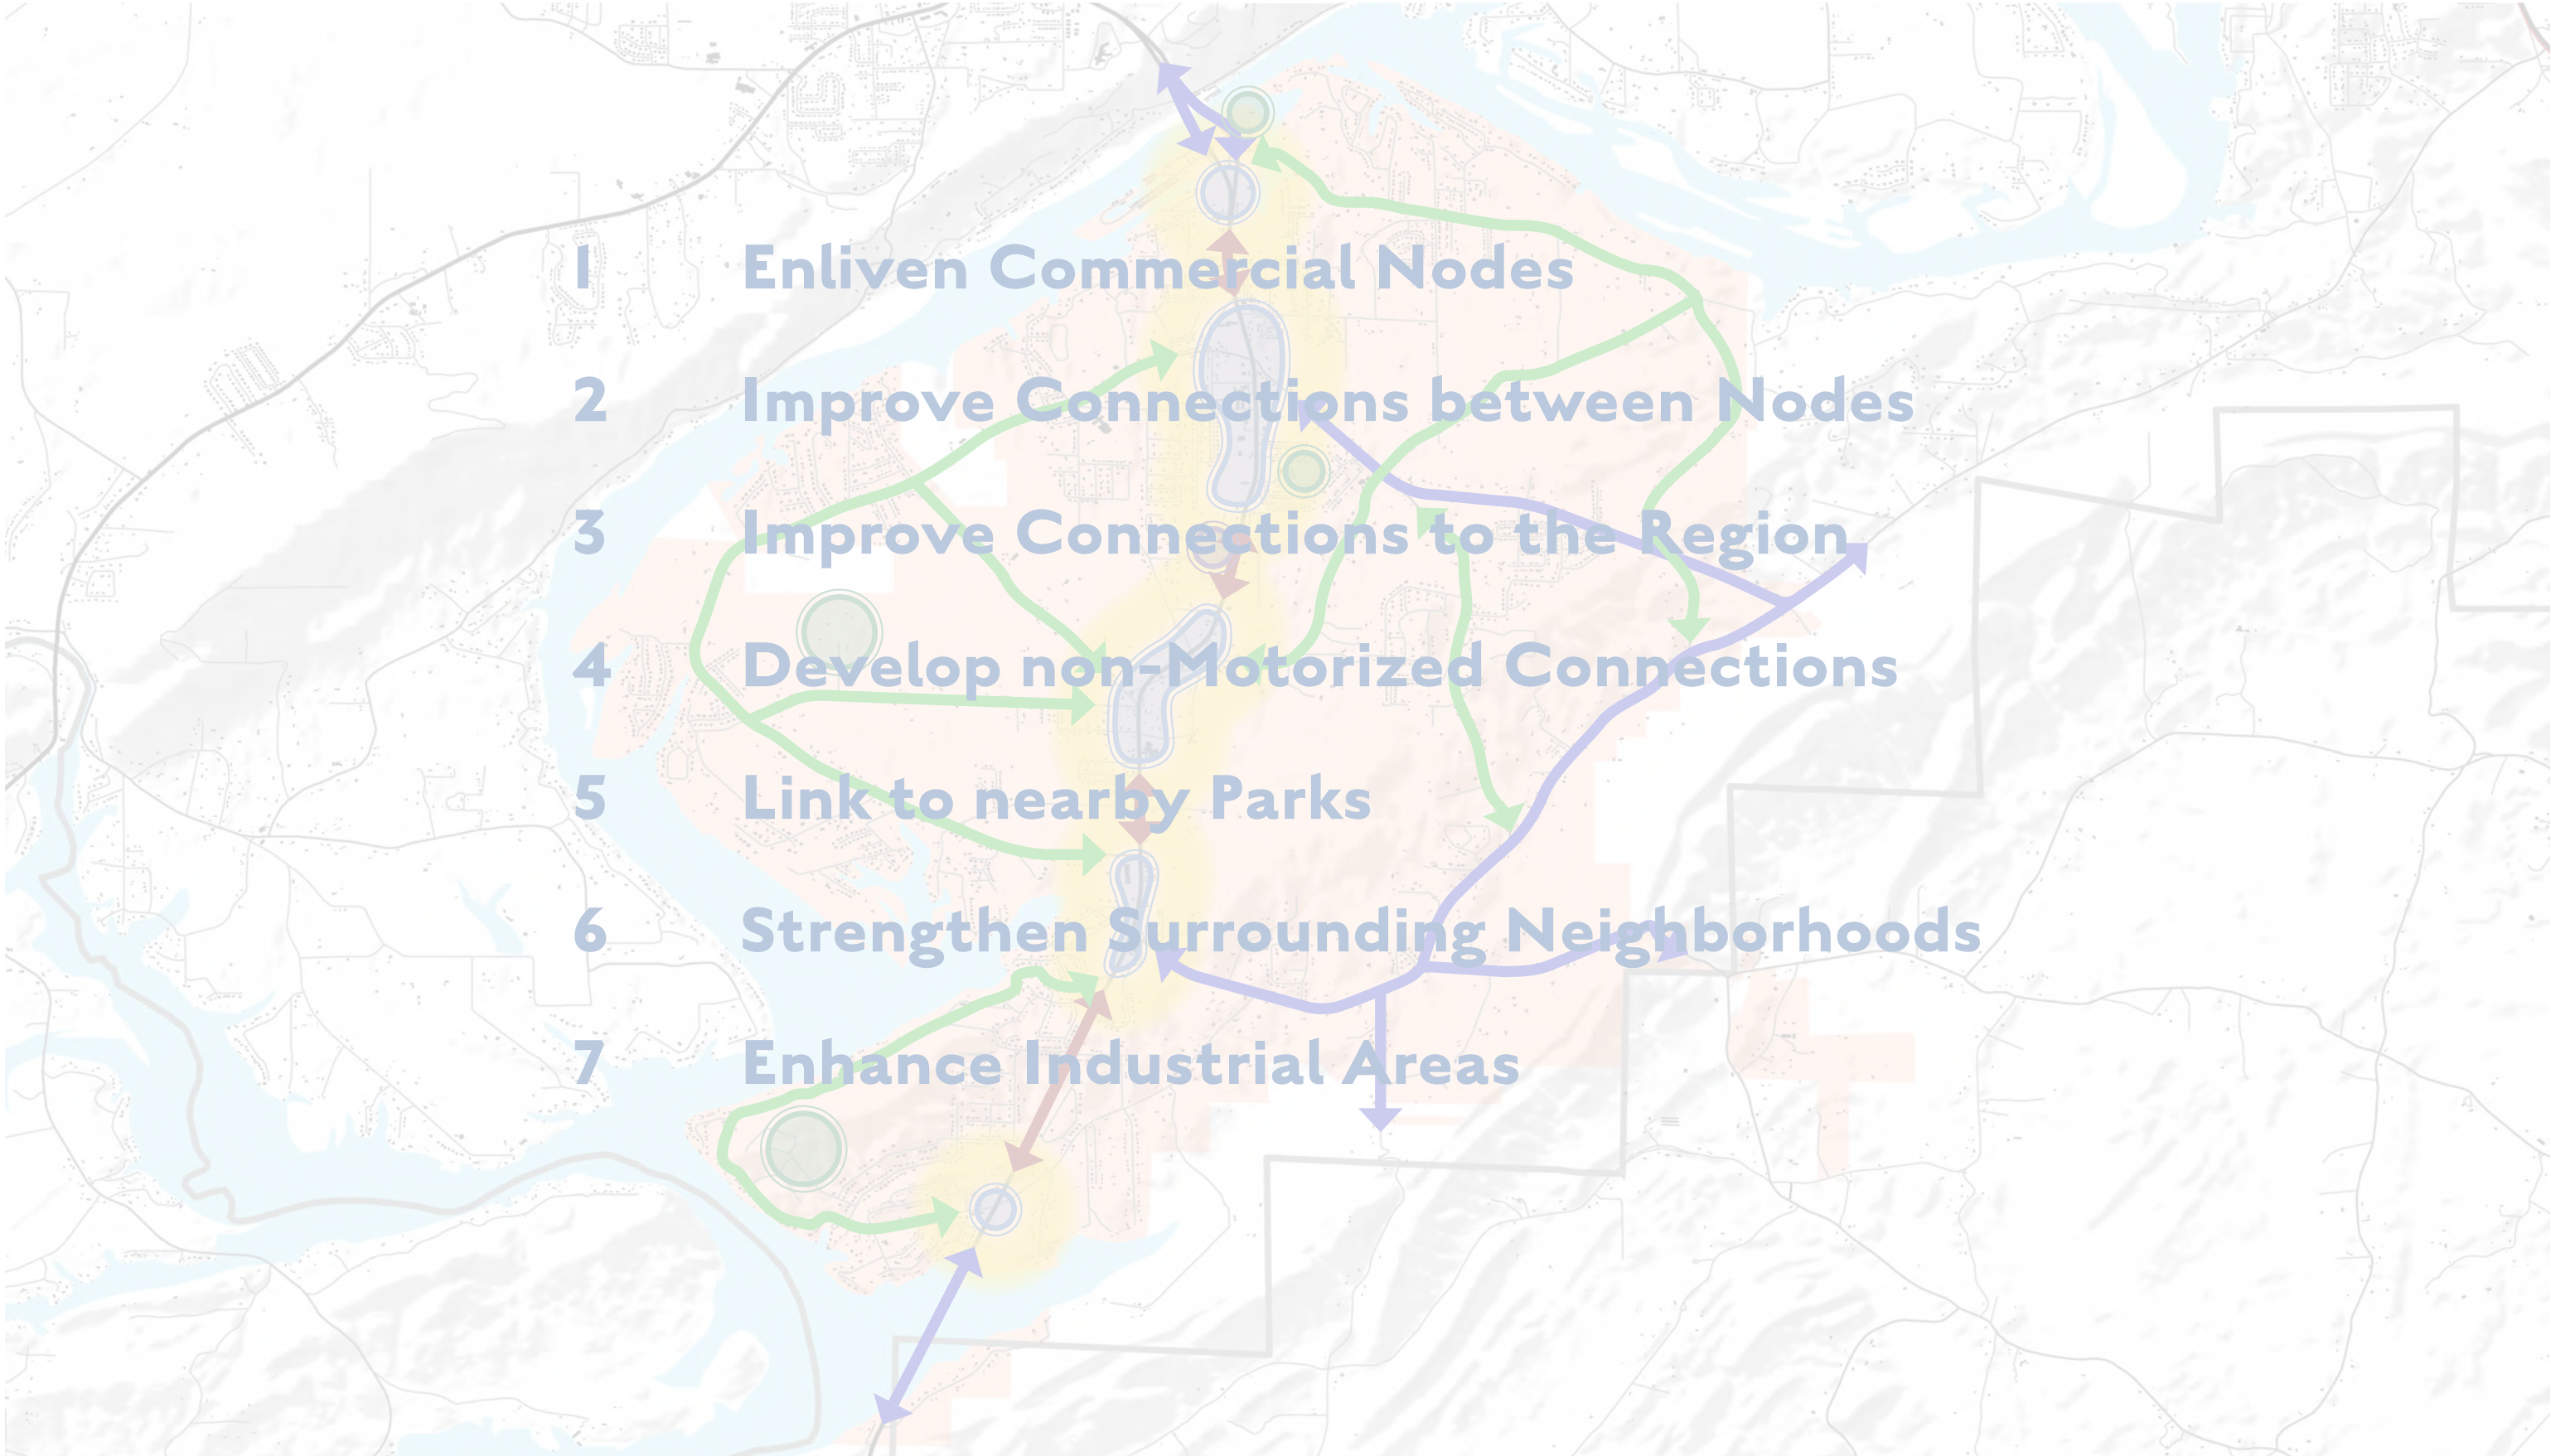 1 Enliven Commercial Nodes
2 Improve Connections between Nodes
3 Improve Connections to the Region
4 Develop non-Motorized Connections
5 Link to nearby Parks
6 Strengthen Surrounding Neighborhoods
7 Enhance Industrial Areas